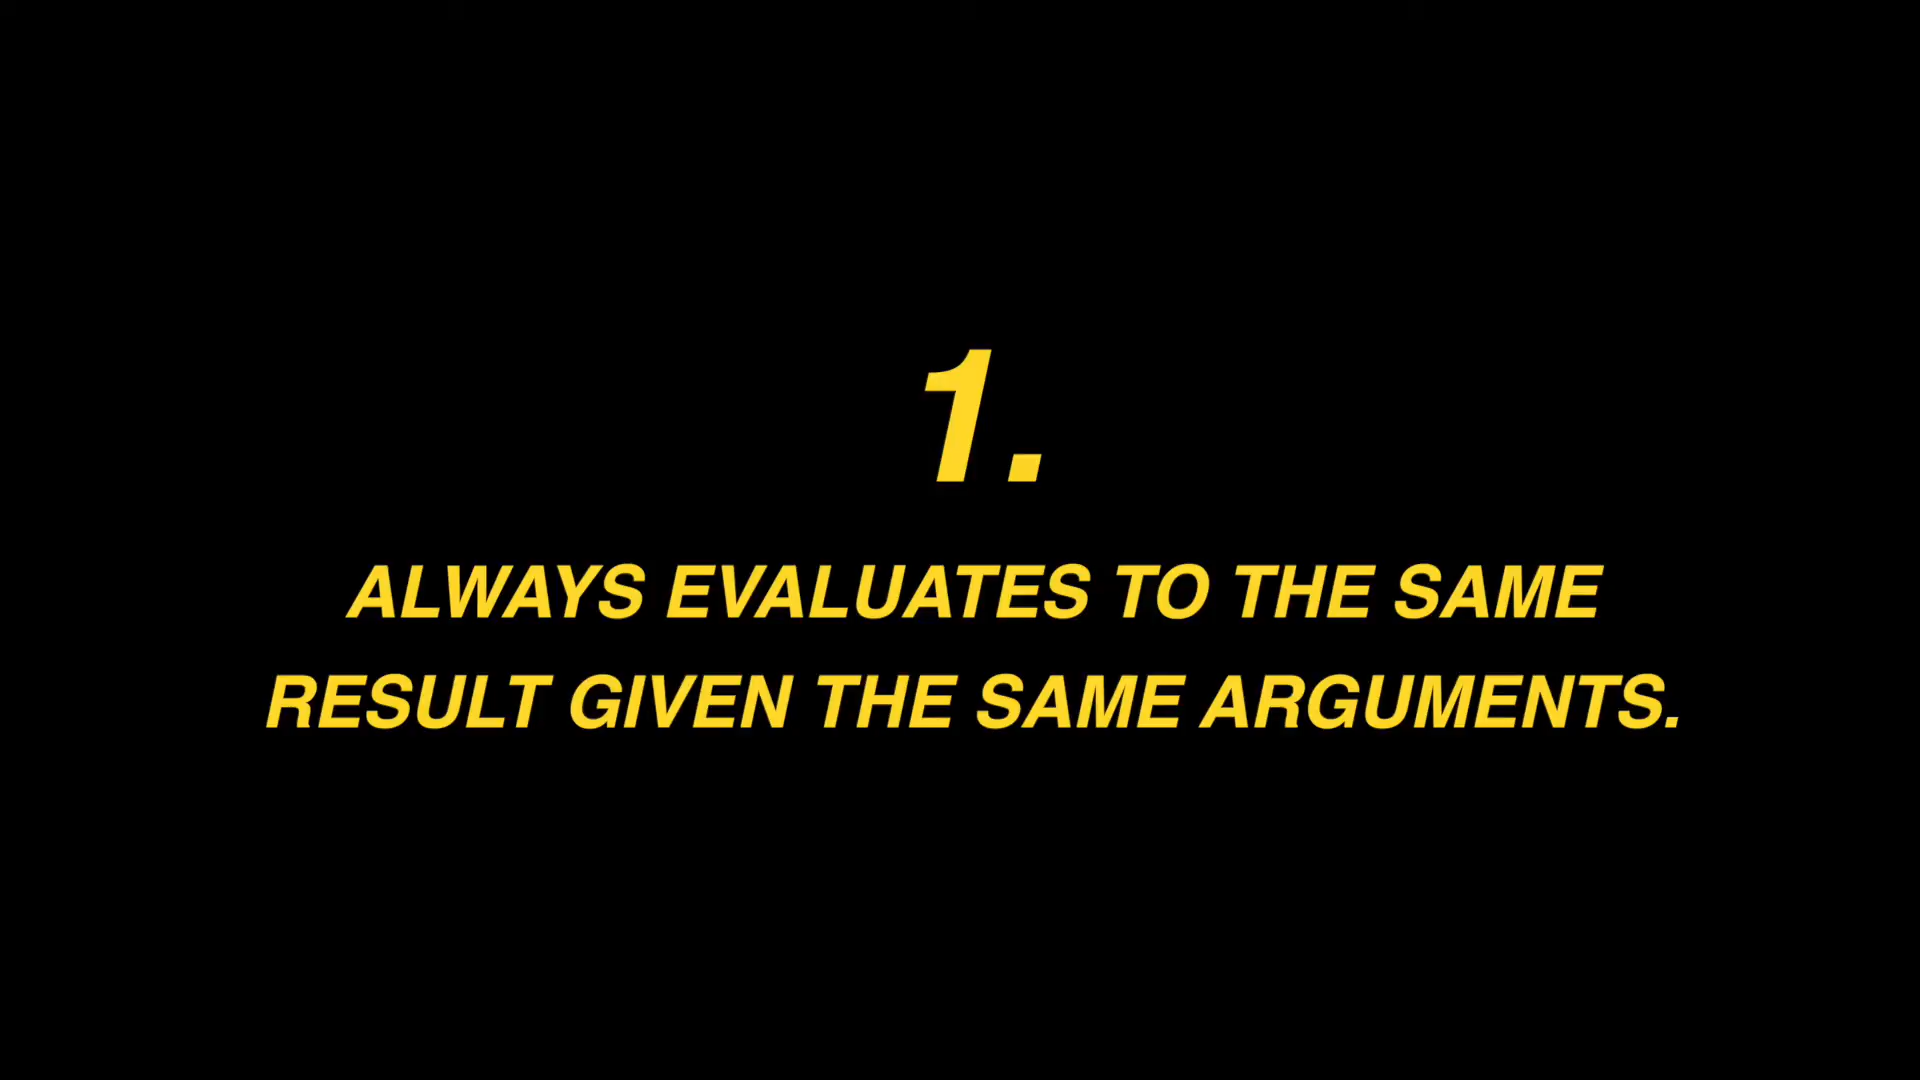 1.
ALWAYS EVALUATES TO THE SAME
RESULT GIVEN THE SAME ARGUMENTS.